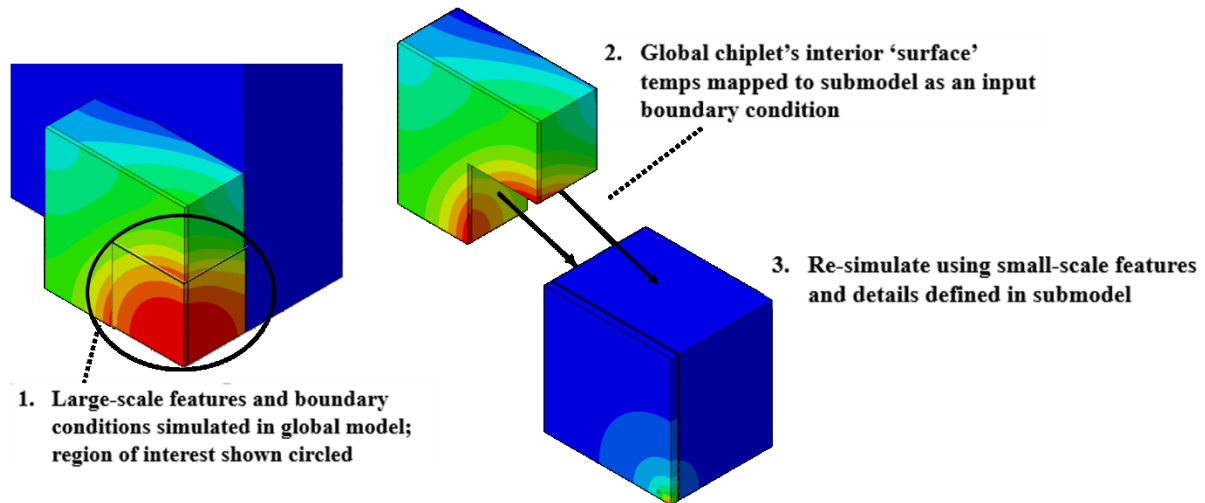 2. Global chiplet's interior ‘surface’
temps mapped to submodel as an input
boundary condition
3. Re-simulate using small-scale features
and details defined in submodel
1. Large-scale features and boundary
conditions simulated in global model;
region of interest shown circled